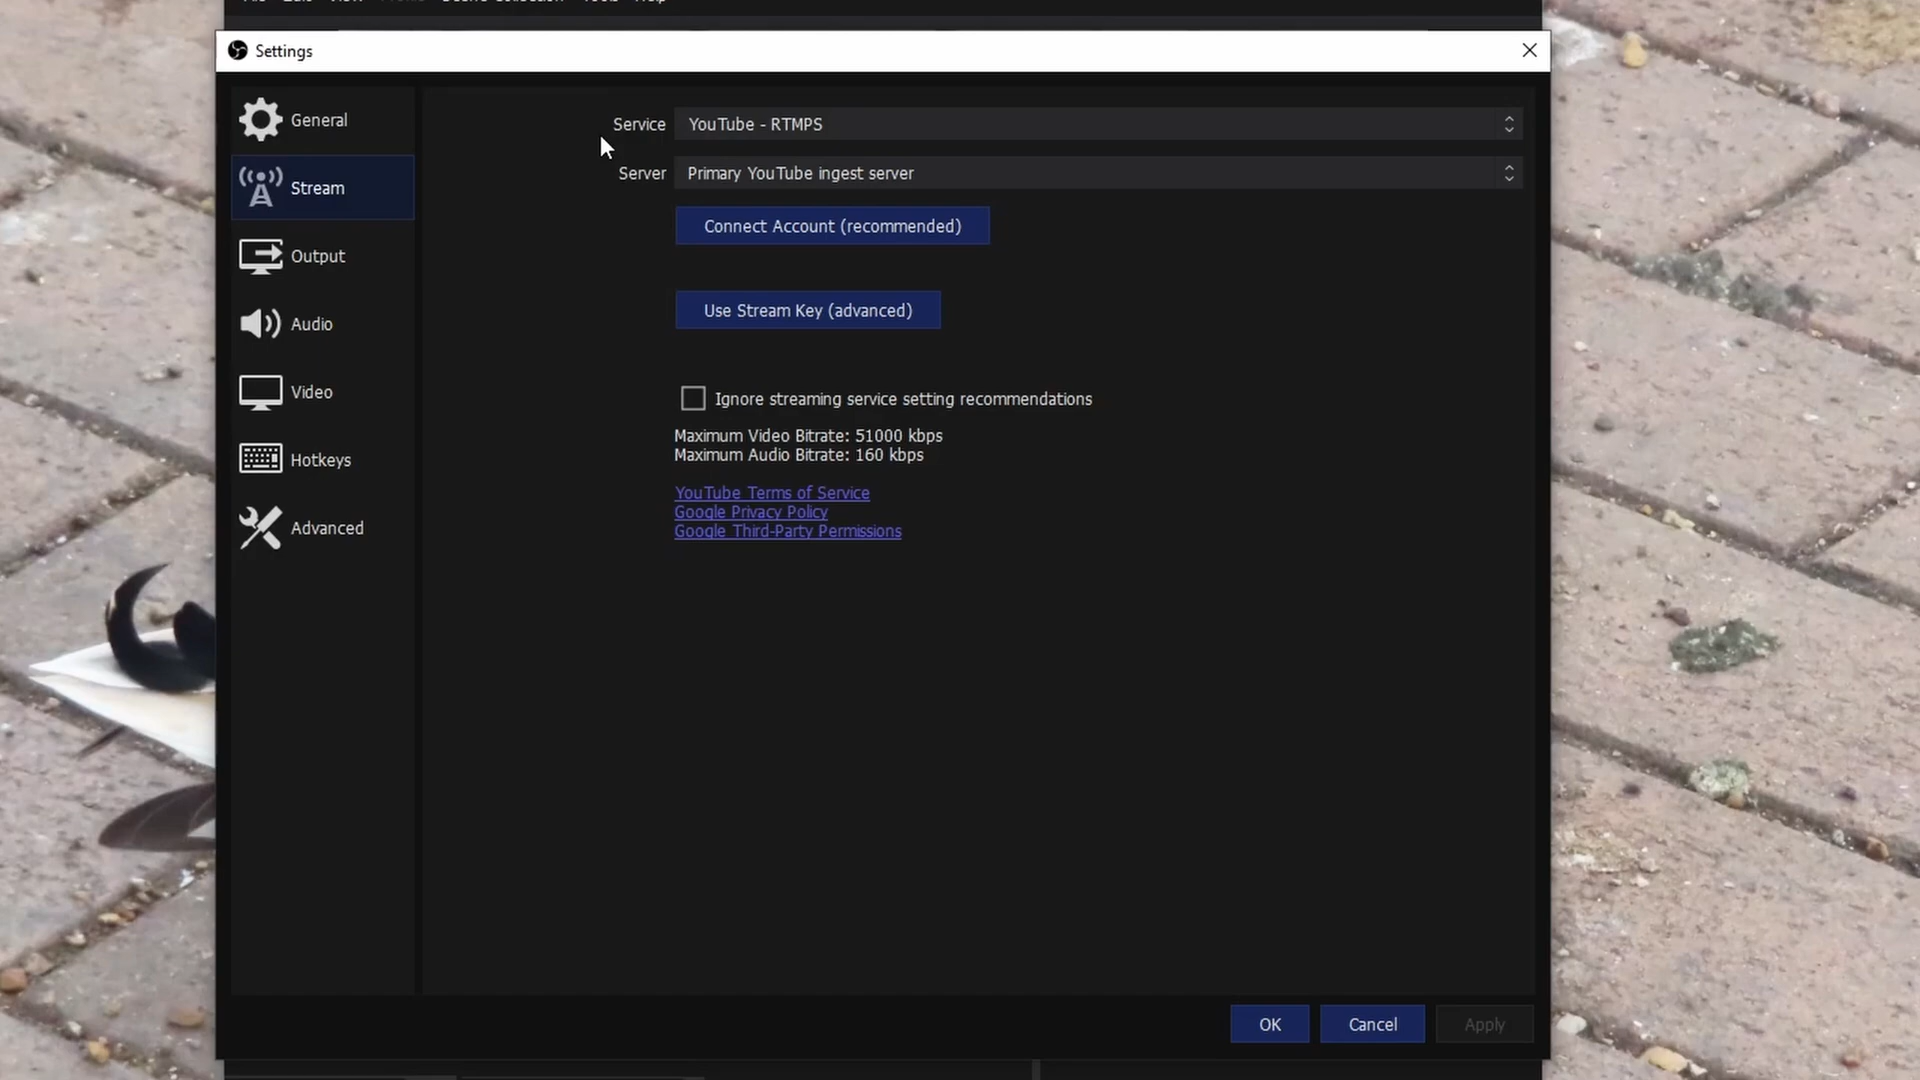 Settings
General
Stream
Output
Audio
Video
Hotkeys
Advanced
Service YouTube - RTMPS
Server Primary YouTube ingest server
Connect Account (recommended)
Use Stream Key (advanced)
Ignore streaming service setting recommendations
Maximum Video Bitrate: 51000 kbps
Maximum Audio Bitrate: 160 kbps
YouTube Terms of Service
Google Privacy Policy
Google Third-Party Permissions
OK Cancel Apply